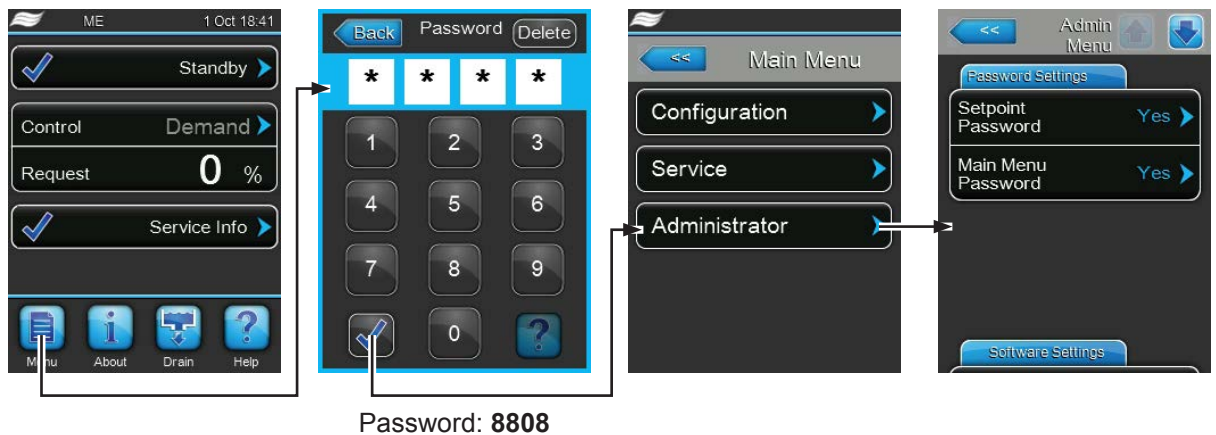 ME 1 Oct 18:41
Standby
Control Demand
Request 0 %
Service Info
Menu About Drain Help
Back Password Delete
* * * *
1 2 3
4 5 6
7 8 9
0 ?
Password: 8808
<< Main Menu
Configuration
Service
Administrator
<< Admin
Menu
Password Settings
Setpoint
Password Yes
Main Menu
Password Yes
Software Settings